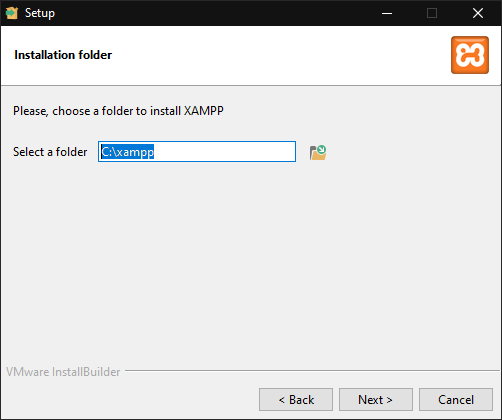 Setup
Installation folder
Please, choose a folder to install XAMPP
Select a folder C:\xampp
VMware InstallBuilder
< Back Next > Cancel